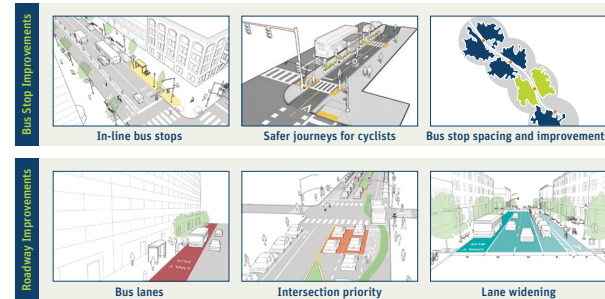 Bus Stop Improvements
In-line bus stops
Safer journeys for cyclists
Bus stop spacing and improvement
Roadway Improvements
Bus lanes
Intersection priority
Lane widening